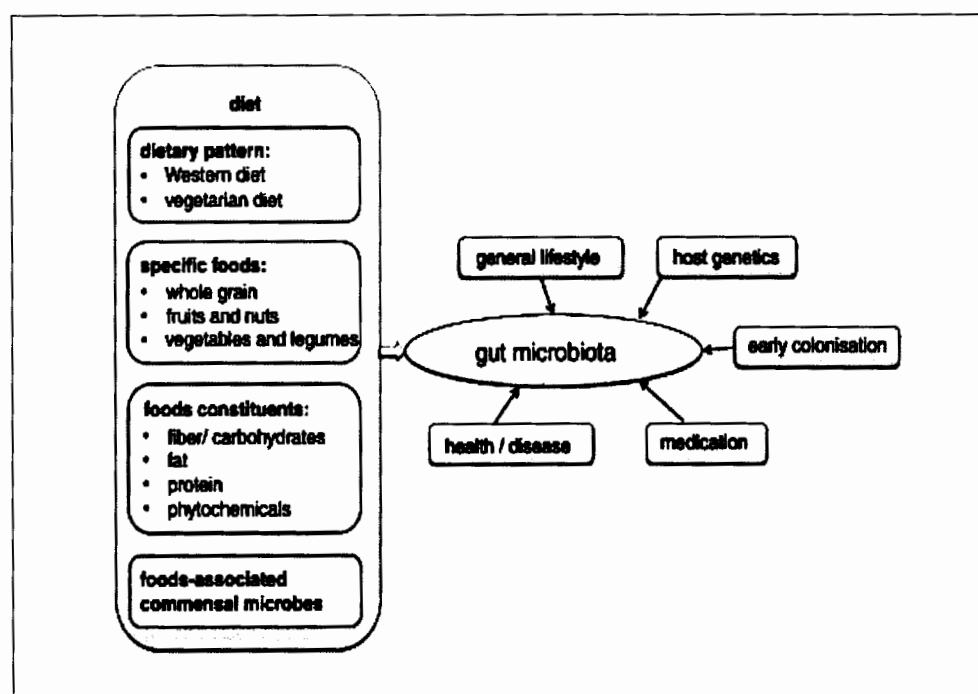 diet
dietary pattern:
• Western diet
• vegetarian diet
specific foods:
• whole grain
• fruits and nuts
• vegetables and legumes
foods constituents:
• fiber/ carbohydrates
• fat
• protein
• phytochemicals
foods-associated
commensal microbes
general lifestyle
host genetics
gut microbiota
early colonisation
health / disease
medication